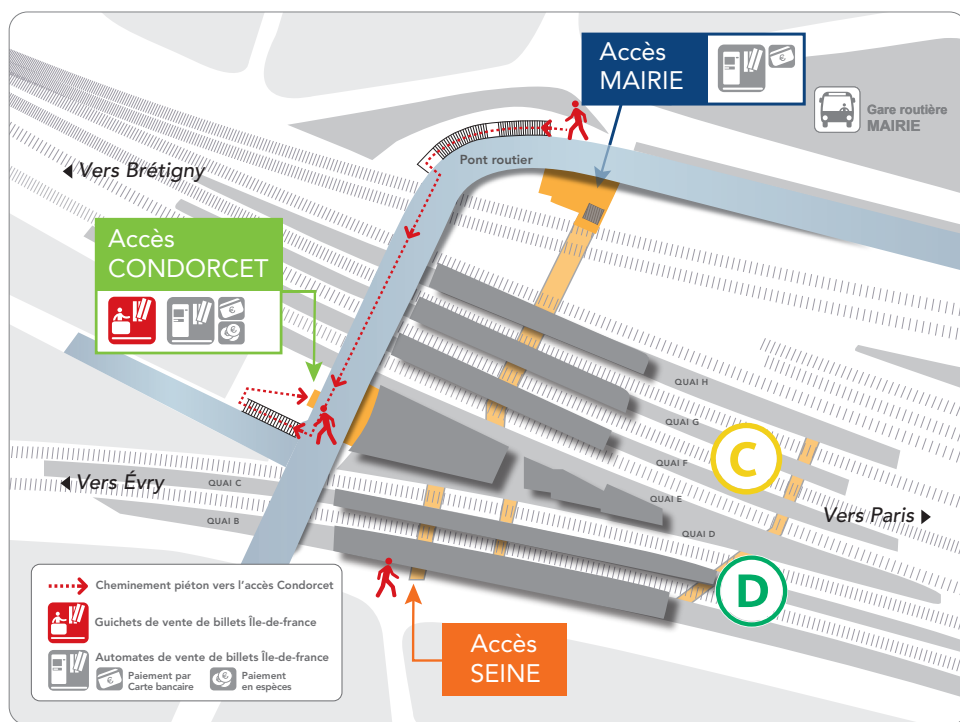 Accès
MAIRIE
Gare routière
MAIRIE
Pont routier
Vers Brétigny
Accès
CONDORCET
QUAI H
QUAI G
C
QUAI F
Vers Évry
QUAI C
QUAI E
Vers Paris
QUAI B
QUAI D
D
Cheminement piéton vers l'accès Condorcet
Guichets de vente de billets Île-de-france
Automates de vente de billets Île-de-france
Paiement par
Carte bancaire
Paiement
en espèces
Accès
SEINE